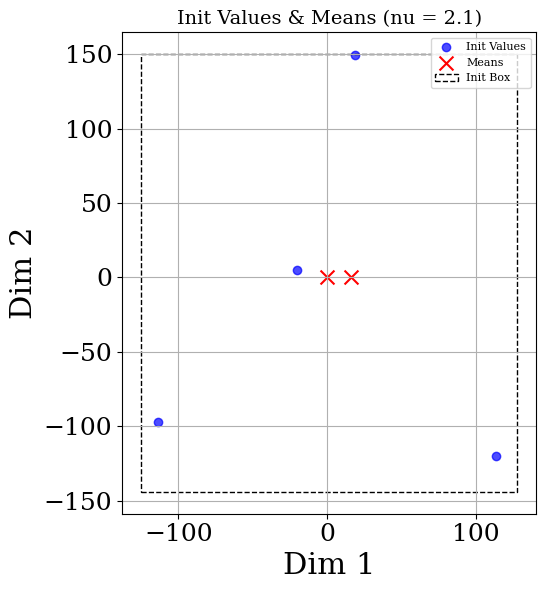 Init Values & Means (nu = 2.1)
Init Values
Means
Init Box
150
100
50
0
−50
−100
−150
Dim 2
−100
0
100
Dim 1